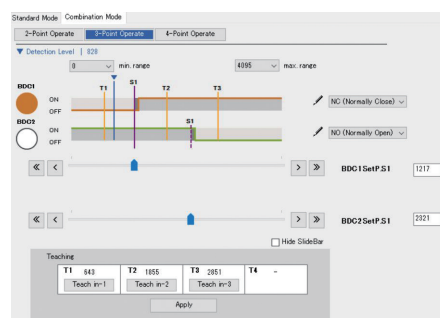 Standard Mode Combination Mode
2-Point Operate 3-Point Operate 4-Point Operate
Detection Level | 828
0 min. range 4095 max. range
BDC1 T1 S1 T2 T3
ON
OFF
NC (Normally Close)
BDC2 S1
ON
OFF
NO (Normally Open)
BDC1SetP.S1 1217
BDC2SetP.S1 2321
Hide SlideBar
Teaching
T1 643 T2 1855 T3 2851 T4 -
Teach in-1 Teach in-2 Teach in-3
Apply